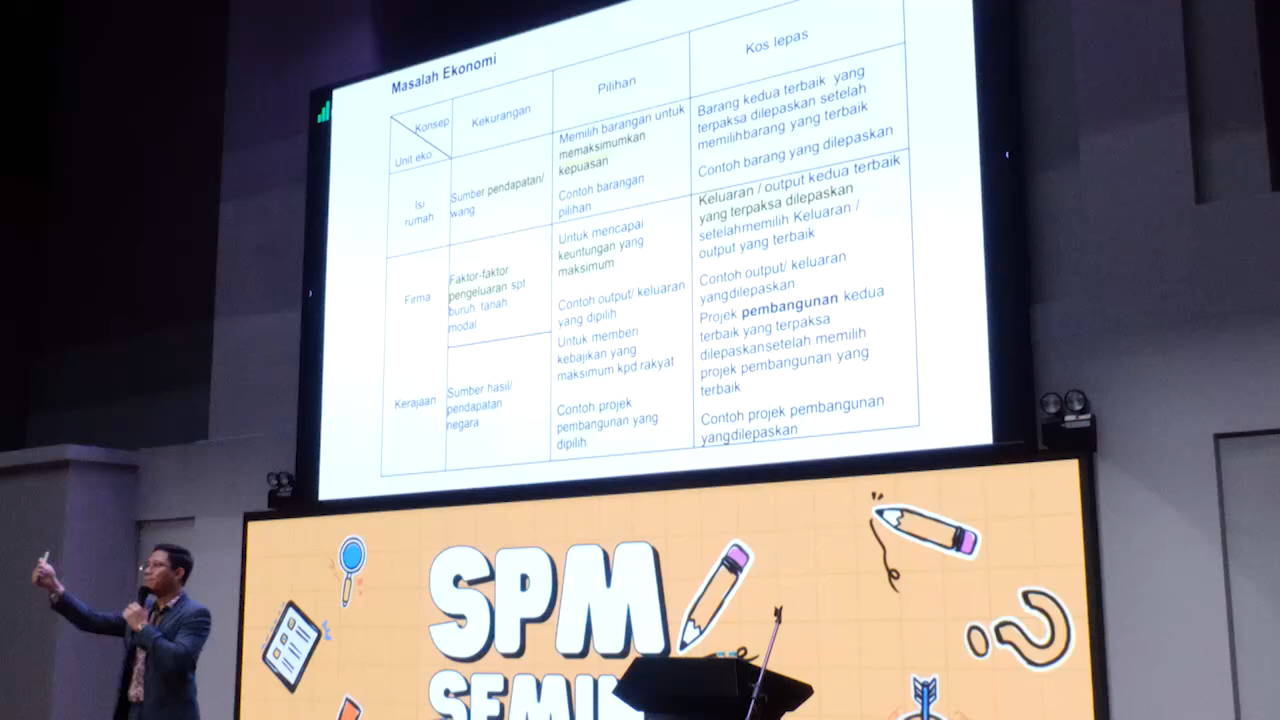 Masalah Ekonomi
Konsep
Unit eko
Kekurangan
Pilihan
Kos lepas
Isi
rumah
Sumber pendapatan/
wang
Memilih barangan untuk
memaksimumkan
kepuasan
Contoh barangan
pilihan
Barang kedua terbaik yang
terpaksa dilepaskan setelah
memilihbarang yang terbaik
Contoh barang yang dilepaskan
Firma
Faktor-faktor
pengeluaran spt
buruh, tanah,
modal
Untuk mencapai
keuntungan yang
maksimum
Contoh output/ keluaran
yang dipilih
Keluaran / output kedua terbaik
yang terpaksa dilepaskan
setelahmemilih Keluaran /
output yang terbaik
Contoh output/ keluaran
yangdilepaskan
Kerajaan
Sumber hasil/
pendapatan
negara
Untuk memberi
kebajikan yang
maksimum kpd rakyat
Contoh projek
pembangunan yang
dipilih
Projek pembangunan kedua
terbaik yang terpaksa
dilepaskansetelah memilih
projek pembangunan yang
terbaik
Contoh projek pembangunan
yangdilepaskan
SPM
SEMIN